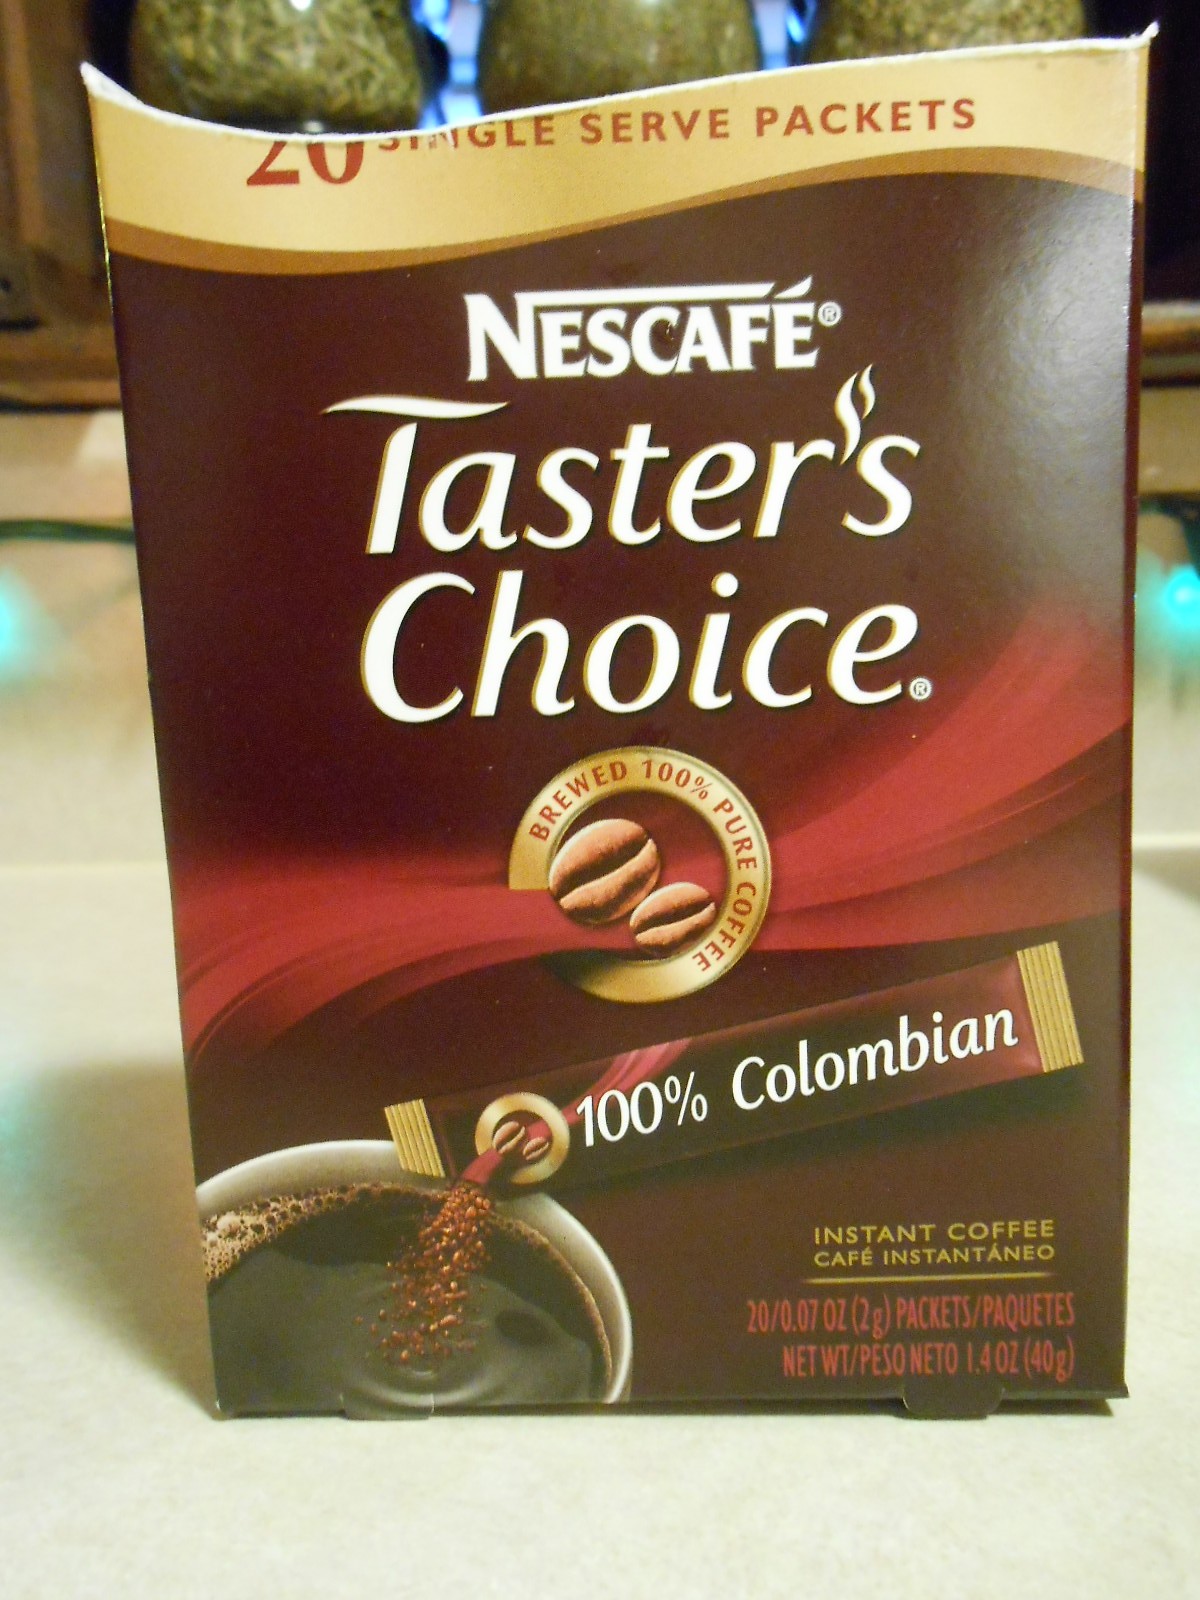 20 SINGLE SERVE PACKETS
NESCAFÉ®
Taster's
Choice®
BREWED 100% PURE COFFEE
100% Colombian
INSTANT COFFEE
CAFÉ INSTANTÁNEO
20/0.07 OZ (2g) PACKETS/PAQUETES
NET WT/PESO NETO 1.4 OZ (40g)